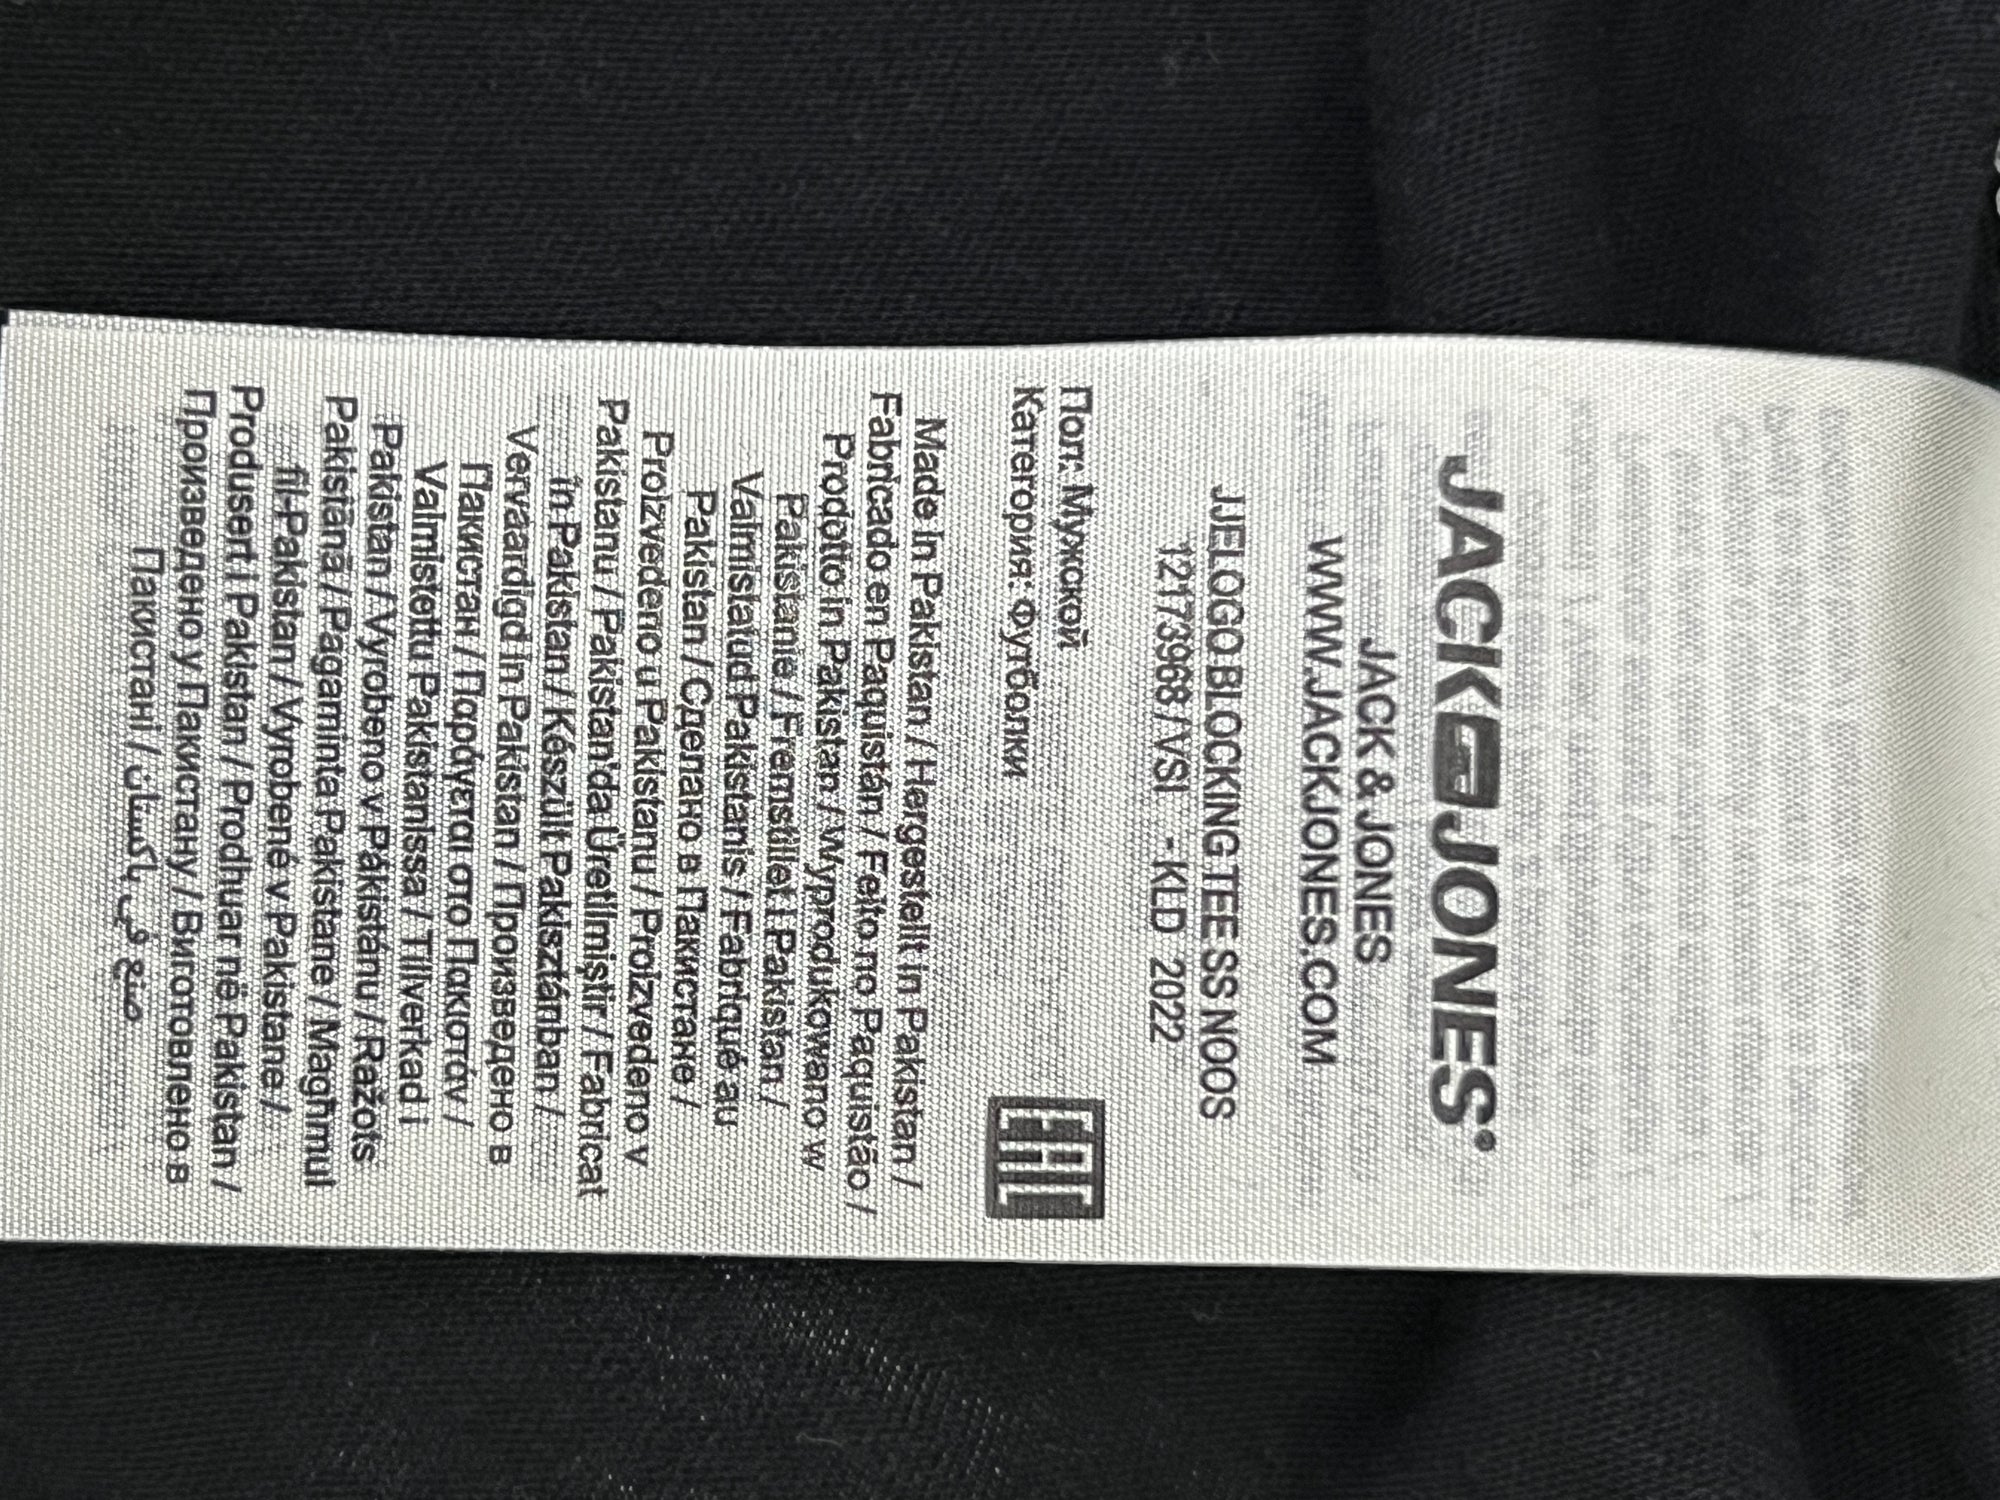 JACK JONES®
JACK & JONES
WWW.JACKJONES.COM
JJELOGO BLOCKING TEE SS NOOS
12173968 / VSI -KLD 2022
Пол: Мужской
Категория: Футболки
EAC
Made in Pakistan / Hergestellt in Pakistan /
Fabricado en Paquistán / Feito no Paquistão /
Prodotto in Pakistan / Wyprodukowano w
Pakistanie / Fremstillet i Pakistan /
Valmistatud Pakistanis / Fabriqué au
Pakistan / Сделано в Пакистане /
Proizvedeno u Pakistanu / Proizvedeno v
Pakistanu / Pakistan'da Üretilmiştir / Fabricat
în Pakistan / Készült Pakisztánban /
Vervaardigd in Pakistan / Произведено в
Пакистан / Παράγεται στο Πακιστάν /
Valmistettu Pakistanissa / Tillverkad i
Pakistan / Vyrobeno v Pákistánu / Ražots
Pakistānā / Pagaminta Pakistane / Magħmul
fil-Pakistan / Vyrobené v Pakistane /
Produsert i Pakistan / Prodhuar në Pakistan /
Произведено у Пакистану / Виготовлено в
Пакистані / صنع في باكستان